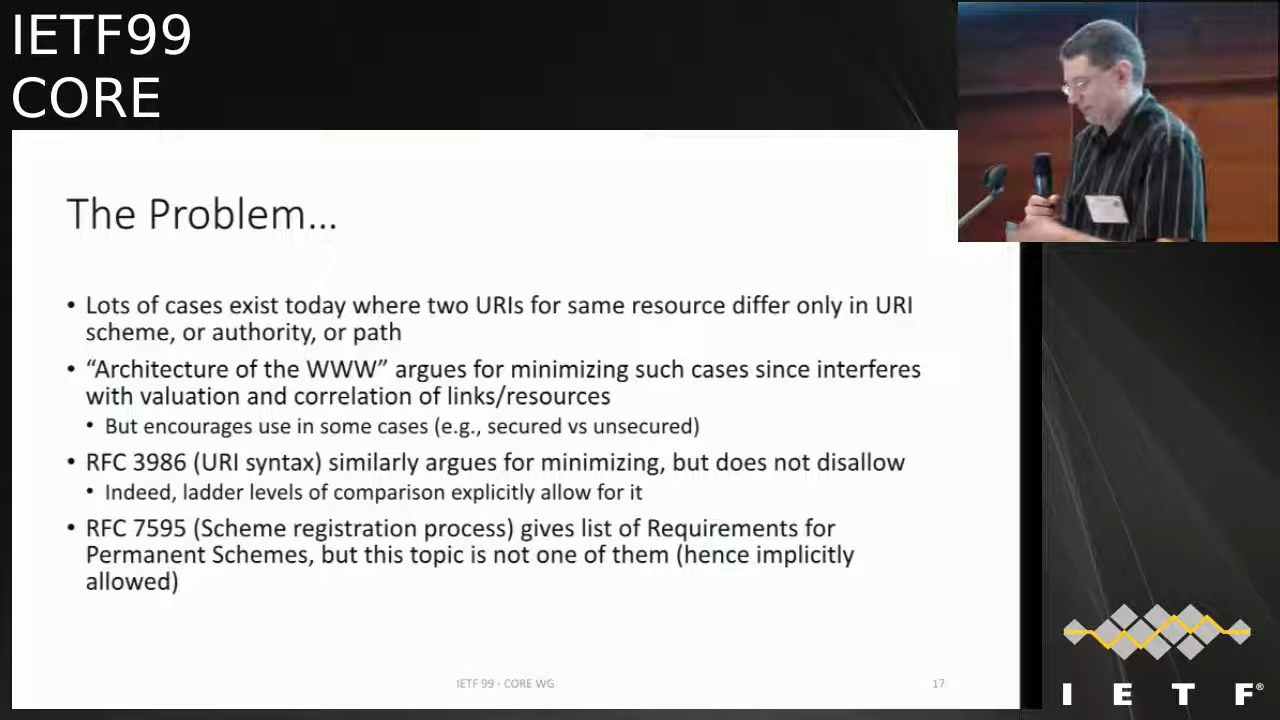 IETF99
CORE
The Problem...
• Lots of cases exist today where two URIs for same resource differ only in URI
scheme, or authority, or path
• “Architecture of the WWW” argues for minimizing such cases since interferes
with valuation and correlation of links/resources
• But encourages use in some cases (e.g., secured vs unsecured)
• RFC 3986 (URI syntax) similarly argues for minimizing, but does not disallow
• Indeed, ladder levels of comparison explicitly allow for it
• RFC 7595 (Scheme registration process) gives list of Requirements for
Permanent Schemes, but this topic is not one of them (hence implicitly
allowed)
IETF 99 - CORE WG
17
I E T F®